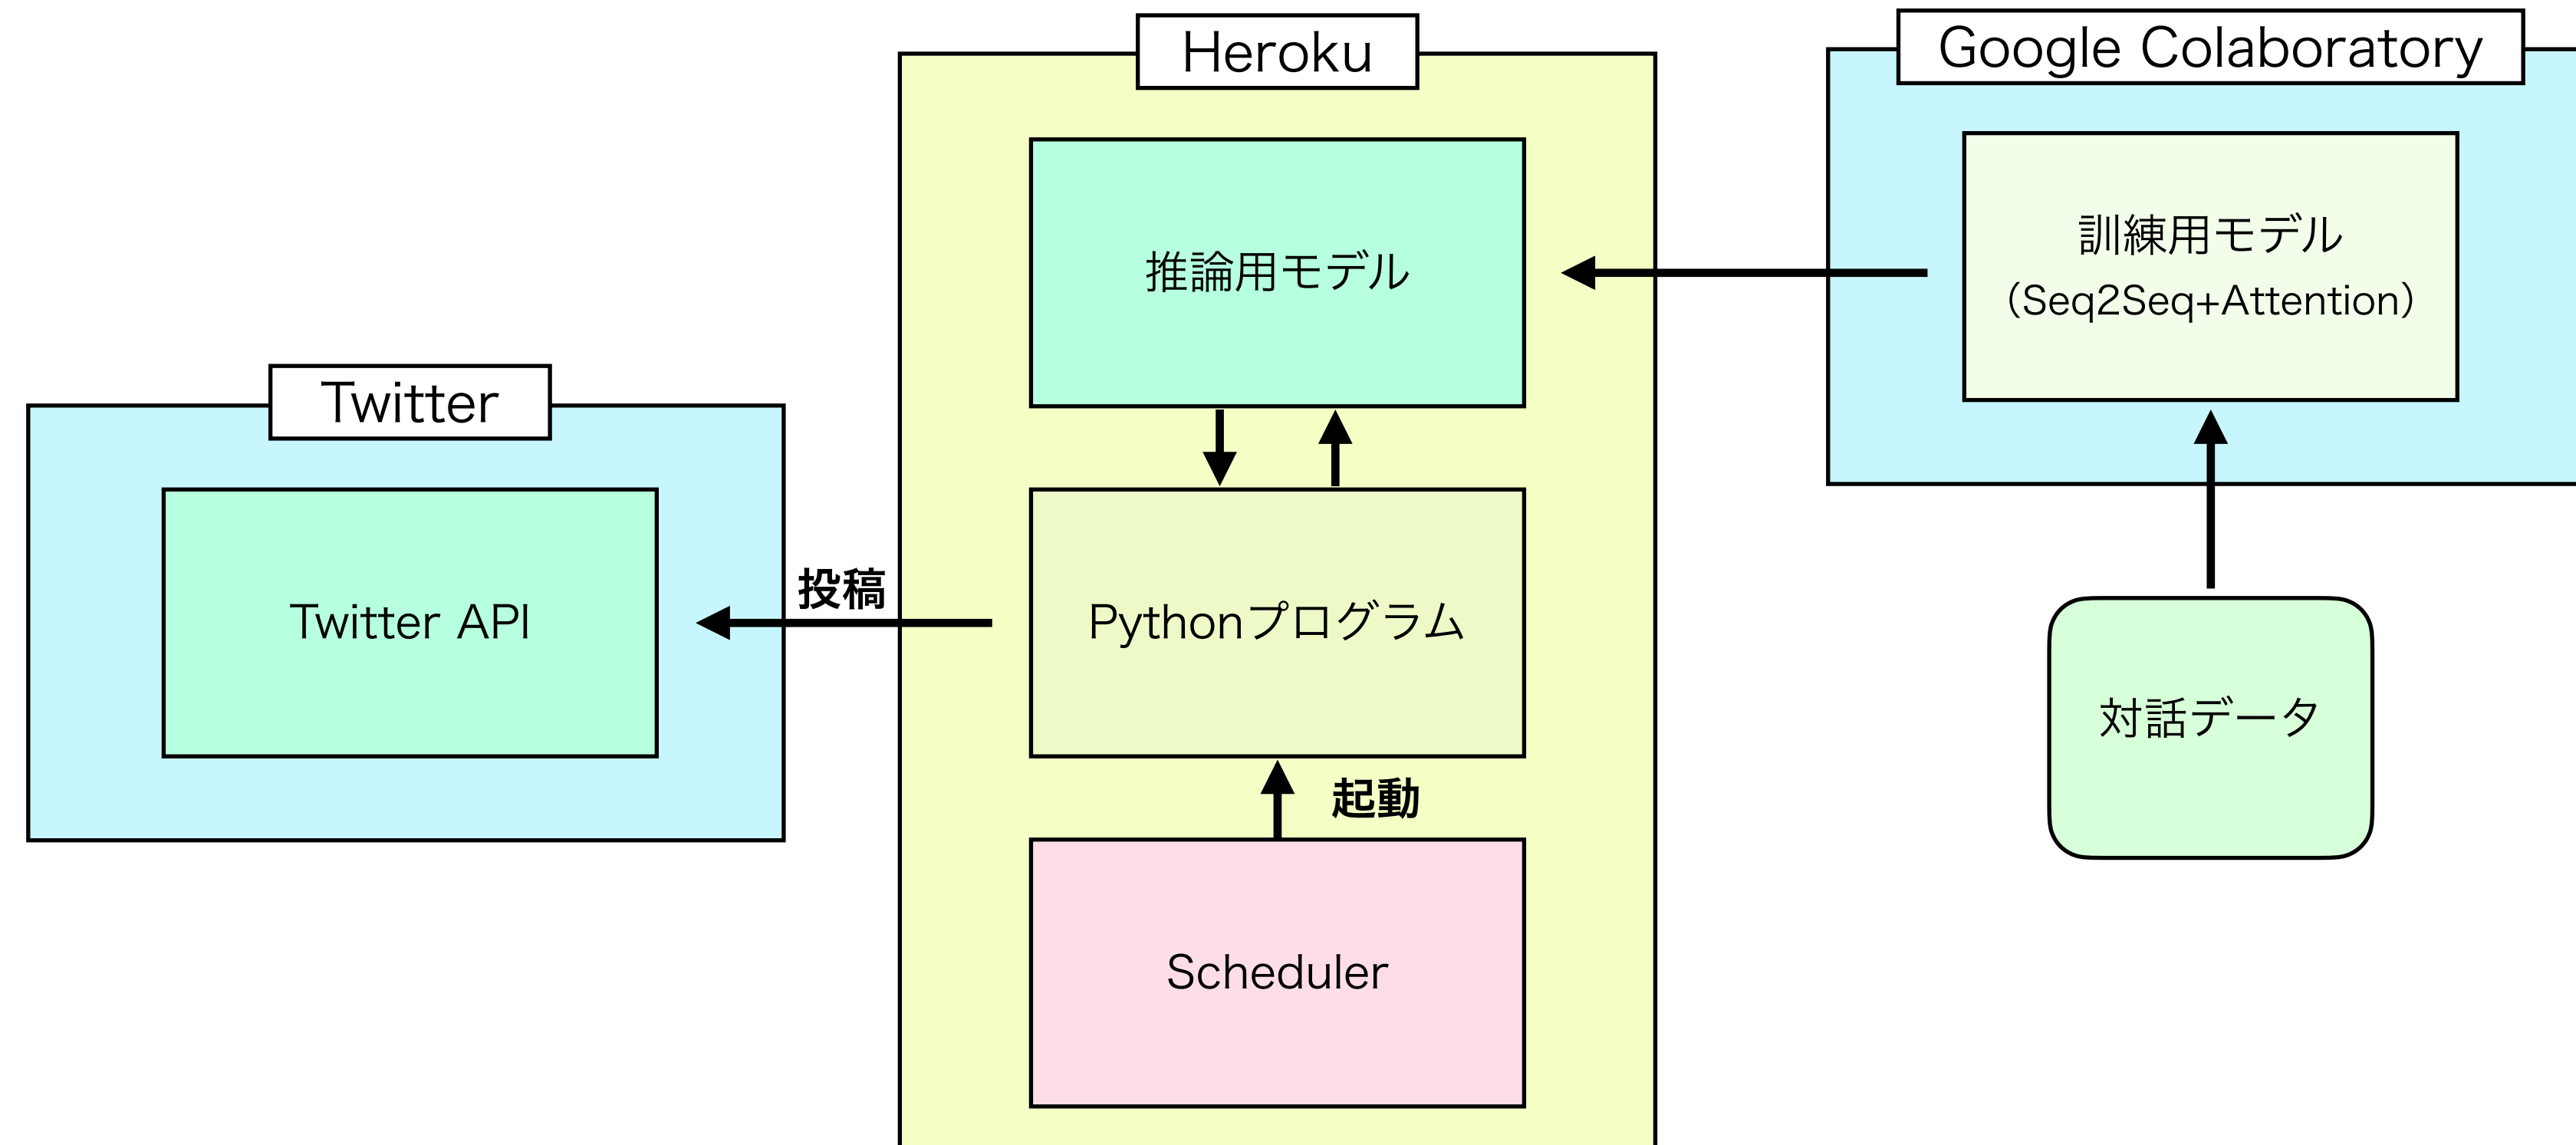 Heroku
Google Colaboratory
推論用モデル
訓練用モデル
（Seq2Seq+Attention）
Twitter
Twitter API
投稿
Pythonプログラム
対話データ
起動
Scheduler